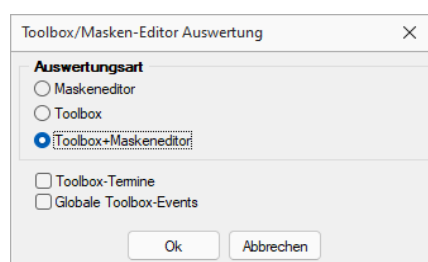 Toolbox/Masken-Editor Auswertung
Auswertungsart
Maskeneditor
Toolbox
Toolbox+Maskeneditor
Toolbox-Termine
Globale Toolbox-Events
Ok Abbrechen